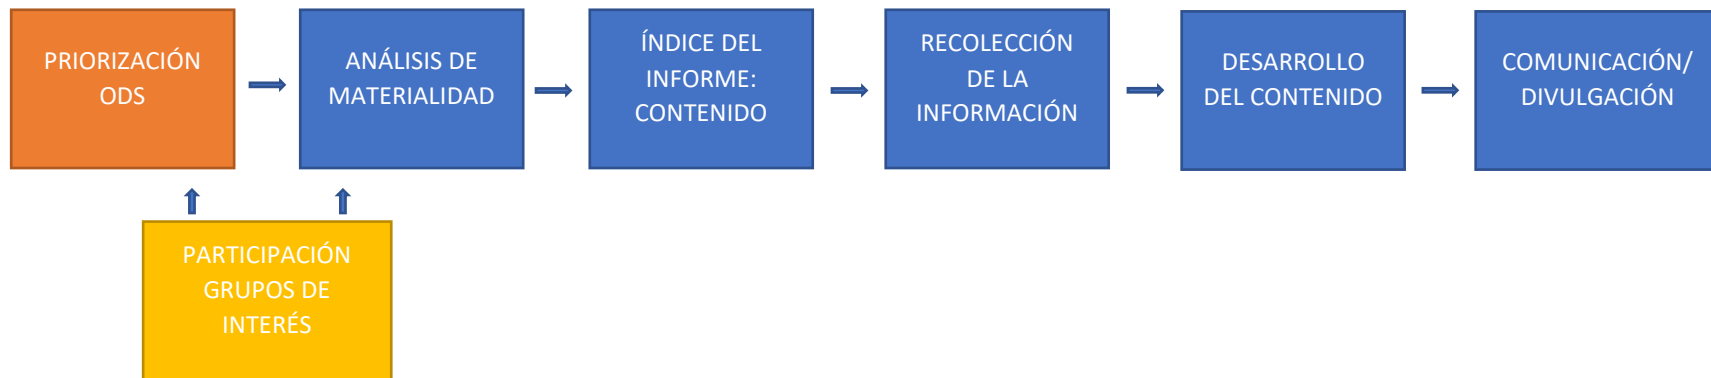 PRIORIZACIÓN
ODS
ANÁLISIS DE
MATERIALIDAD
ÍNDICE DEL
INFORME:
CONTENIDO
RECOLECCIÓN
DE LA
INFORMACIÓN
DESARROLLO
DEL CONTENIDO
COMUNICACIÓN/
DIVULGACIÓN
PARTICIPACIÓN
GRUPOS DE
INTERÉS